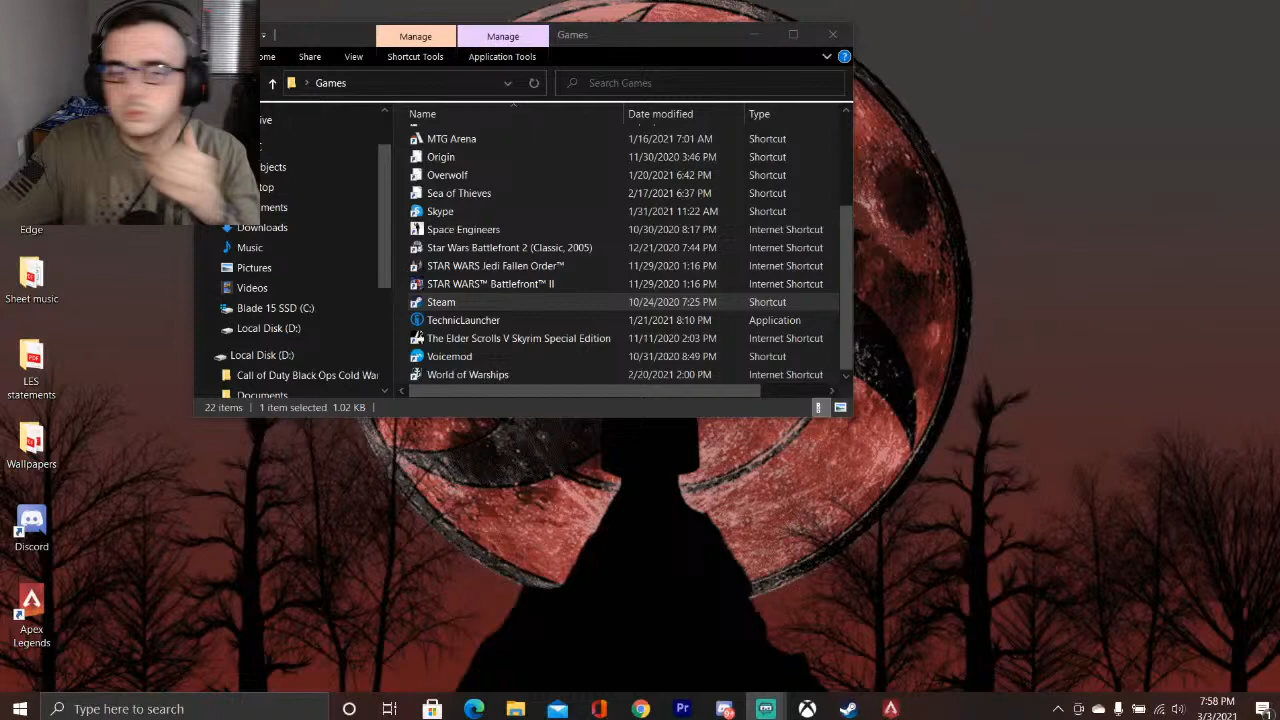 Manage Manage Games
ome Share View Shortcut Tools Application Tools
Games Search Games
Name Date modified Type
MTG Arena 1/16/2021 7:01 AM Shortcut
Origin 11/30/2020 3:46 PM Shortcut
Overwolf 1/20/2021 6:42 PM Shortcut
Sea of Thieves 2/17/2021 6:37 PM Shortcut
Skype 1/31/2021 11:22 AM Shortcut
Space Engineers 10/30/2020 8:17 PM Internet Shortcut
Star Wars Battlefront 2 (Classic, 2005) 12/21/2020 7:44 PM Internet Shortcut
STAR WARS Jedi Fallen Order™ 11/29/2020 1:16 PM Internet Shortcut
STAR WARS™ Battlefront™ II 11/29/2020 1:16 PM Internet Shortcut
Steam 10/24/2020 7:25 PM Shortcut
TechnicLauncher 1/21/2021 8:10 PM Application
The Elder Scrolls V Skyrim Special Edition 11/11/2020 2:03 PM Internet Shortcut
Voicemod 10/31/2020 8:49 PM Shortcut
World of Warships 2/20/2021 2:00 PM Internet Shortcut
ive
bjects
top
ments
Downloads
Music
Pictures
Videos
Blade 15 SSD (C:)
Local Disk (D:)
Local Disk (D:)
Call of Duty Black Ops Cold War
Documents
22 items 1 item selected 1.02 KB
Edge
Sheet music
LES
statements
Wallpapers
Discord
Apex
Legends
Type here to search
7:58 PM
3/3/2021